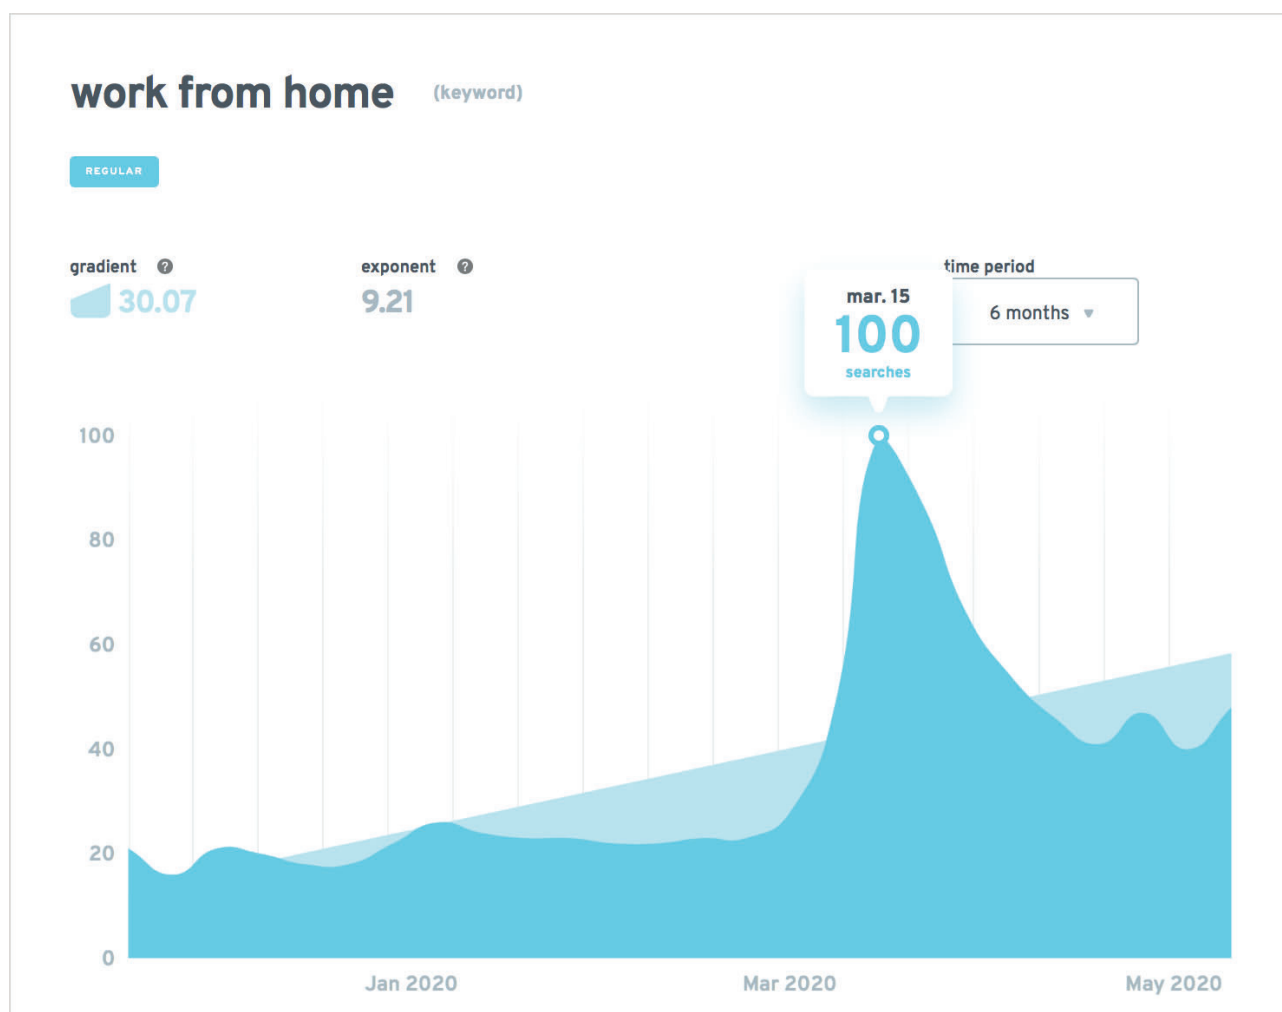 work from home (keyword)
REGULAR
gradient ? exponent ? time period
30.07 9.21 6 months
mar. 15
100
searches
100
80
60
40
20
0
Jan 2020 Mar 2020 May 2020